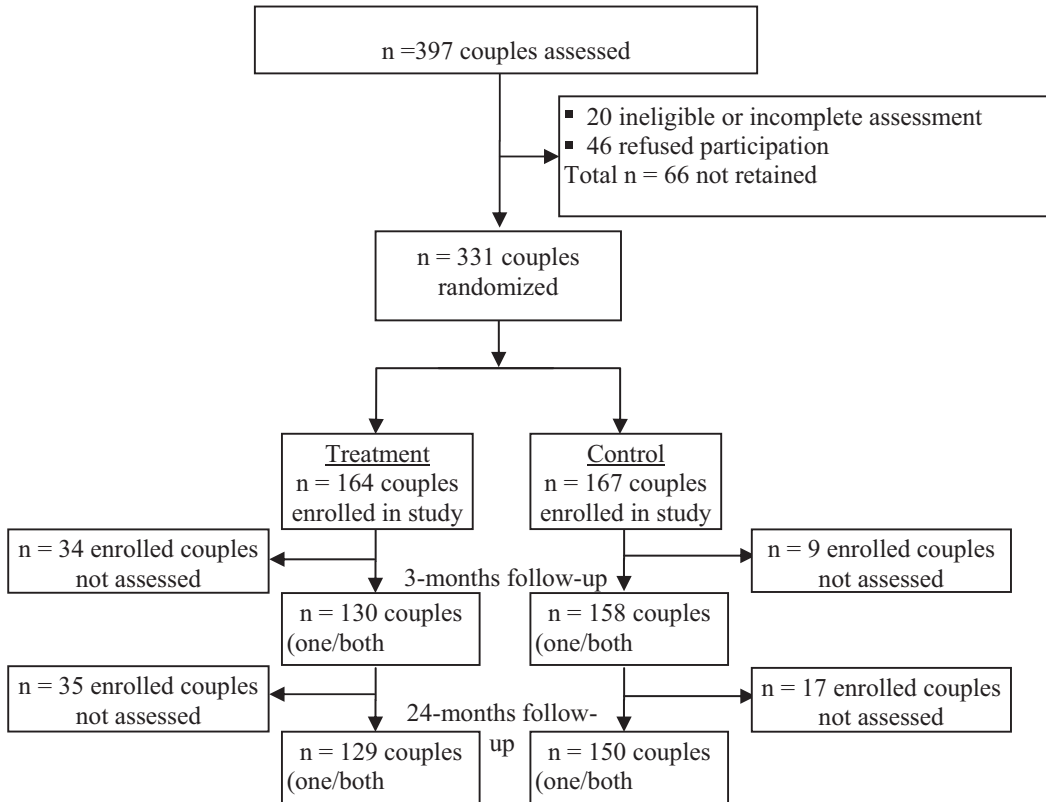 n =397 couples assessed
▪ 20 ineligible or incomplete assessment
▪ 46 refused participation
Total n = 66 not retained
n = 331 couples
randomized
Treatment
n = 164 couples
enrolled in study
Control
n = 167 couples
enrolled in study
n = 34 enrolled couples
not assessed
3-months follow-up
n = 9 enrolled couples
not assessed
n = 130 couples
(one/both
n = 158 couples
(one/both
n = 35 enrolled couples
not assessed
24-months follow-
up
n = 17 enrolled couples
not assessed
n = 129 couples
(one/both
n = 150 couples
(one/both